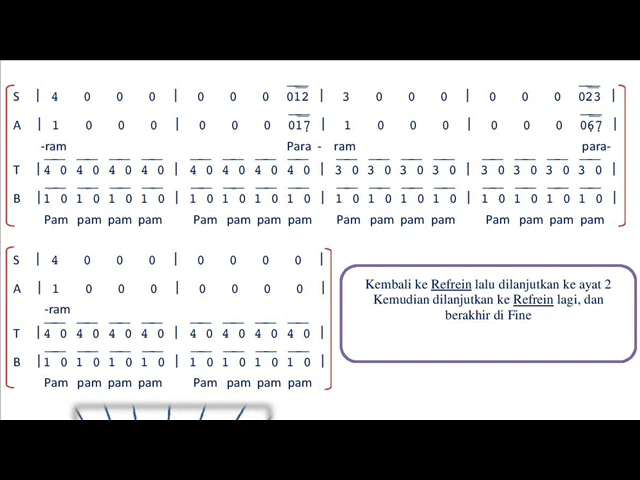 S | 4 0 0 0 | 0 0 0 012 | 3 0 0 0 | 0 0 0 023 |
A | 1 0 0 0 | 0 0 0 017 | 1 0 0 0 | 0 0 0 067 |
-ram Para - ram para-
T |4 0 4 0 4 0 4 0 | 4 0 4 0 4 0 4 0 |3 0 3 0 3 0 3 0 | 3 0 3 0 3 0 3 0 |
B |1 0 1 0 1 0 1 0 | 1 0 1 0 1 0 1 0 |1 0 1 0 1 0 1 0 | 1 0 1 0 1 0 1 0 |
Pam pam pam pam Pam pam pam pam Pam pam pam pam Pam pam pam pam
S | 4 0 0 0 | 0 0 0 0 |
A | 1 0 0 0 | 0 0 0 0 |
-ram
T |4 0 4 0 4 0 4 0 | 4 0 4 0 4 0 4 0 |
B |1 0 1 0 1 0 1 0 | 1 0 1 0 1 0 1 0 |
Pam pam pam pam Pam pam pam pam
Kembali ke Refrein lalu dilanjutkan ke ayat 2
Kemudian dilanjutkan ke Refrein lagi, dan
berakhir di Fine